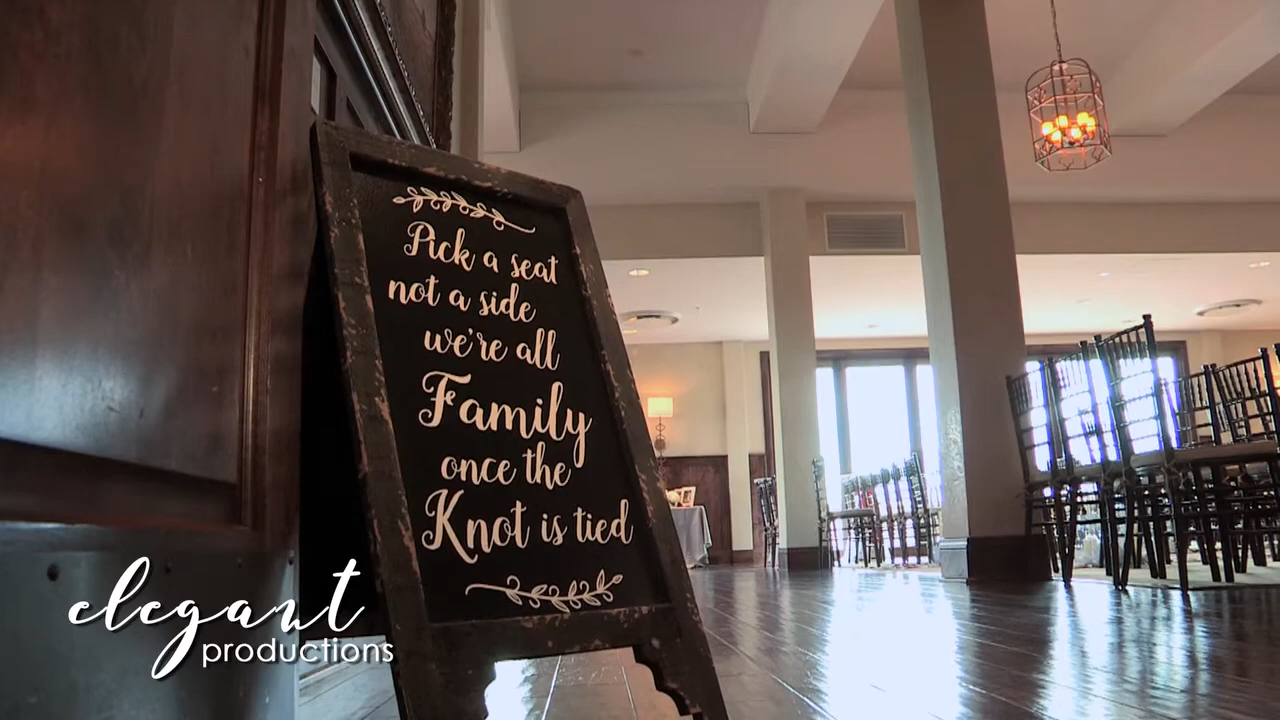 Pick a seat
not a side
we're all
Family
once the
Knot is tied
elegant
productions